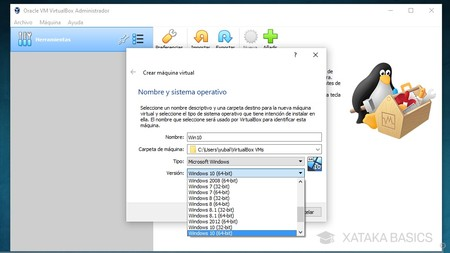 Oracle VM VirtualBox Administrador
Archivo Máquina Ayuda
Herramientas
Preferencias Importar Exportar Nueva Añadir
Crear máquina virtual
Nombre y sistema operativo
Seleccione un nombre descriptivo y una carpeta destino para la nueva máquina
virtual y seleccione el tipo de sistema operativo que tiene intención de instalar en
ella. El nombre que seleccione será usado por VirtualBox para identificar esta
máquina.
Nombre: Win10
Carpeta de máquina: C:\Users\yubal\VirtualBox VMs
Tipo: Microsoft Windows
Versión: Windows 10 (64-bit)
Windows 2008 (64-bit)
Windows 7 (32-bit)
Windows 7 (64-bit)
Windows 8 (32-bit)
Windows 8 (64-bit)
Windows 8.1 (32-bit)
Windows 8.1 (64-bit)
Windows 2012 (64-bit)
Windows 10 (32-bit)
Windows 10 (64-bit)
XATAKA BASICS